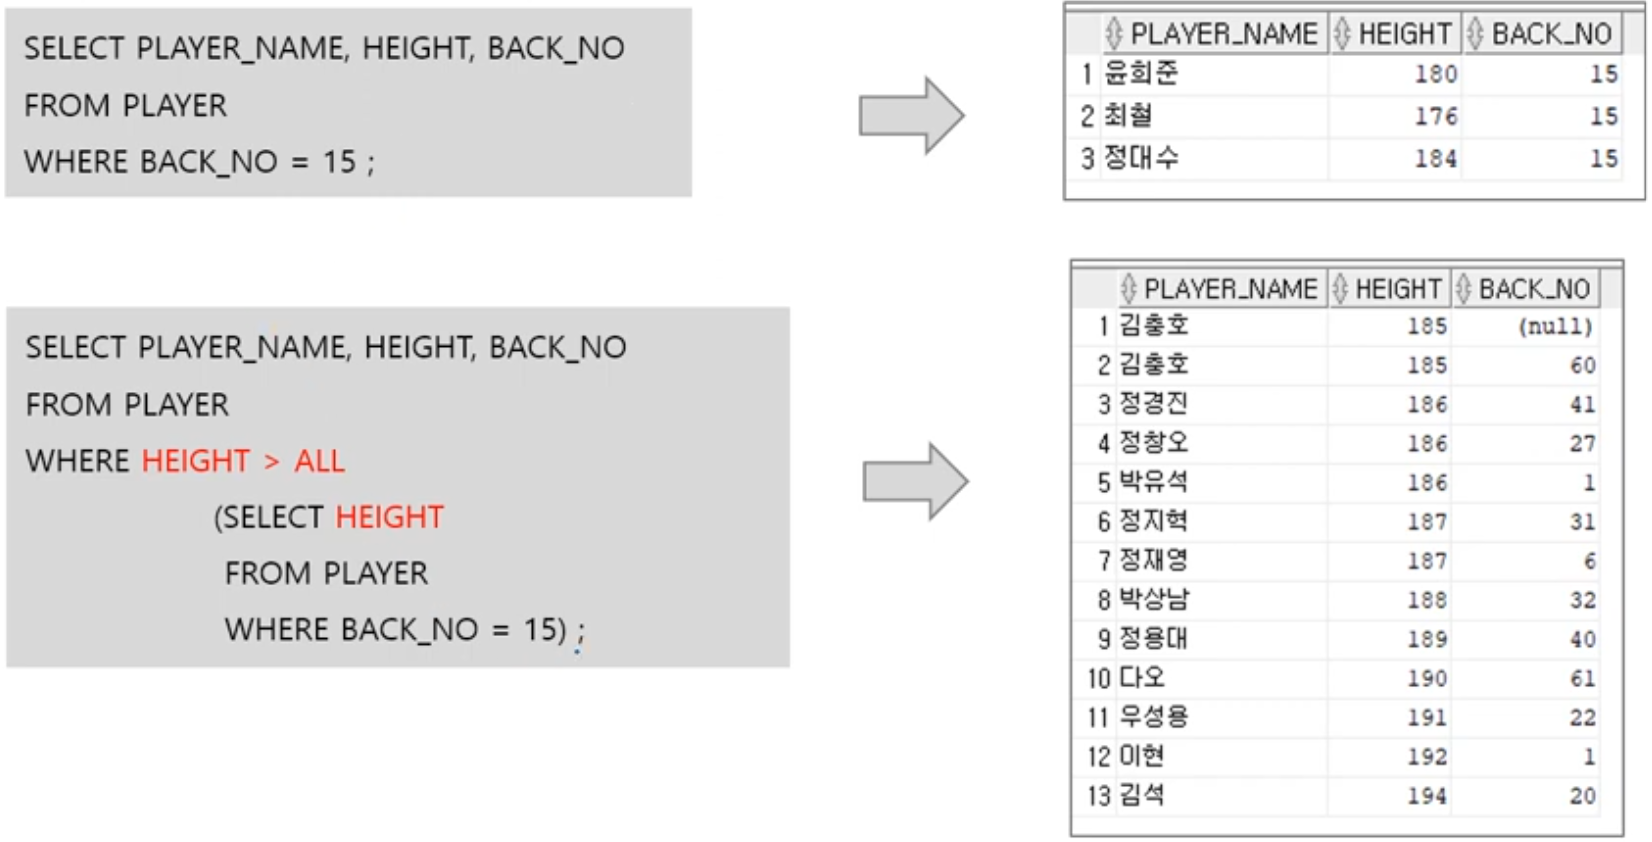 SELECT PLAYER_NAME, HEIGHT, BACK_NO
FROM PLAYER
WHERE BACK_NO = 15 ;
PLAYER_NAME HEIGHT BACK_NO
1 윤희준 180 15
2 최철 176 15
3 정대수 184 15
SELECT PLAYER_NAME, HEIGHT, BACK_NO
FROM PLAYER
WHERE HEIGHT > ALL
(SELECT HEIGHT
FROM PLAYER
WHERE BACK_NO = 15) ;
PLAYER_NAME HEIGHT BACK_NO
1 김충호 185 (null)
2 김충호 185 60
3 정경진 186 41
4 정창오 186 27
5 박유석 186 1
6 정지혁 187 31
7 정재영 187 6
8 박상남 188 32
9 정용대 189 40
10 다오 190 61
11 우성용 191 22
12 이현 192 1
13 김석 194 20